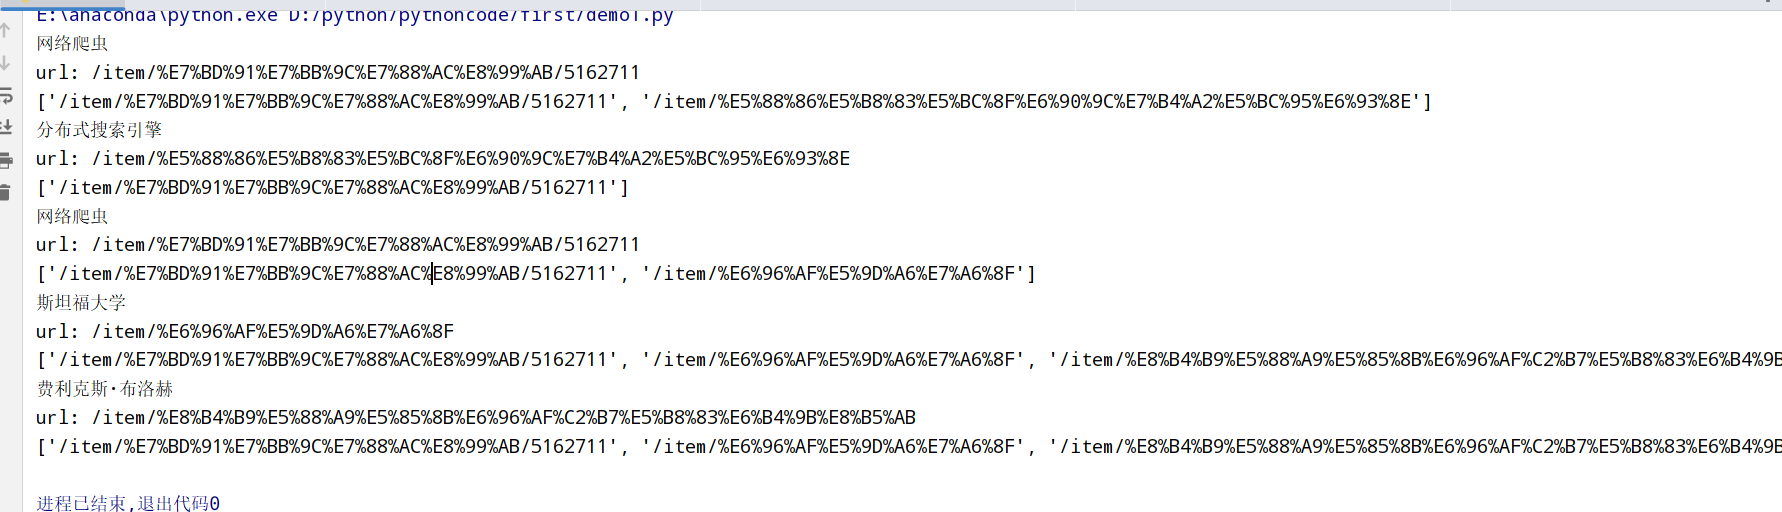 E:\anaconda\python.exe D:/python/pythoncode/first/demo1.py
网络爬虫
url: /item/%E7%BD%91%E7%BB%9C%E7%88%AC%E8%99%AB/5162711
['/item/%E7%BD%91%E7%BB%9C%E7%88%AC%E8%99%AB/5162711', '/item/%E5%88%86%E5%B8%83%E5%BC%8F%E6%90%9C%E7%B4%A2%E5%BC%95%E6%93%8E']
分布式搜索引擎
url: /item/%E5%88%86%E5%B8%83%E5%BC%8F%E6%90%9C%E7%B4%A2%E5%BC%95%E6%93%8E
['/item/%E7%BD%91%E7%BB%9C%E7%88%AC%E8%99%AB/5162711']
网络爬虫
url: /item/%E7%BD%91%E7%BB%9C%E7%88%AC%E8%99%AB/5162711
['/item/%E7%BD%91%E7%BB%9C%E7%88%AC%E8%99%AB/5162711', '/item/%E6%96%AF%E5%9D%A6%E7%A6%8F']
斯坦福大学
url: /item/%E6%96%AF%E5%9D%A6%E7%A6%8F
['/item/%E7%BD%91%E7%BB%9C%E7%88%AC%E8%99%AB/5162711', '/item/%E6%96%AF%E5%9D%A6%E7%A6%8F', '/item/%E8%B4%B9%E5%88%A9%E5%85%8B%E6%96%AF%C2%B7%E5%B8%83%E6%B4%9B
费利克斯·布洛赫
url: /item/%E8%B4%B9%E5%88%A9%E5%85%8B%E6%96%AF%C2%B7%E5%B8%83%E6%B4%9B%E8%B5%AB
['/item/%E7%BD%91%E7%BB%9C%E7%88%AC%E8%99%AB/5162711', '/item/%E6%96%AF%E5%9D%A6%E7%A6%8F', '/item/%E8%B4%B9%E5%88%A9%E5%85%8B%E6%96%AF%C2%B7%E5%B8%83%E6%B4%9B
进程已结束,退出代码0